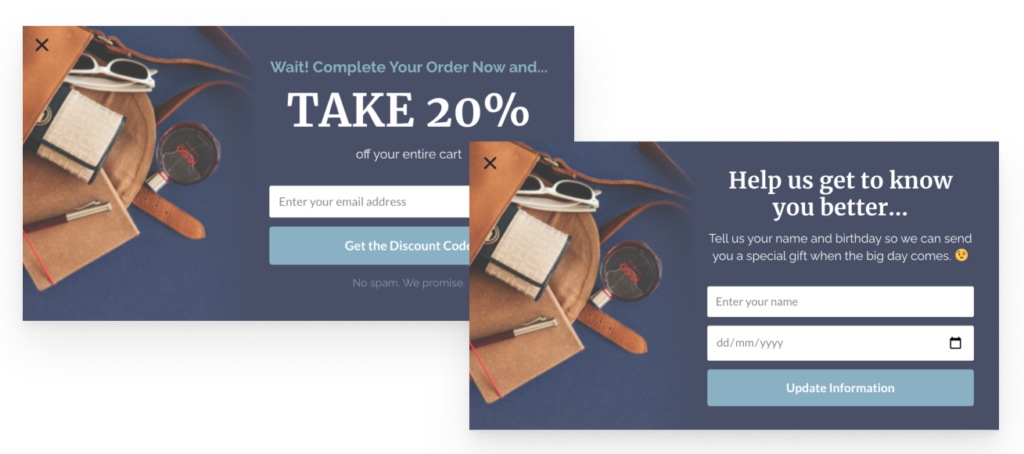 Wait! Complete Your Order Now and...
TAKE 20%
off your entire cart
Enter your email address
Get the Discount Code
No spam. We promise.
Help us get to know
you better...
Tell us your name and birthday so we can send
you a special gift when the big day comes. 😉
Enter your name
dd/mm/yyyy
Update Information